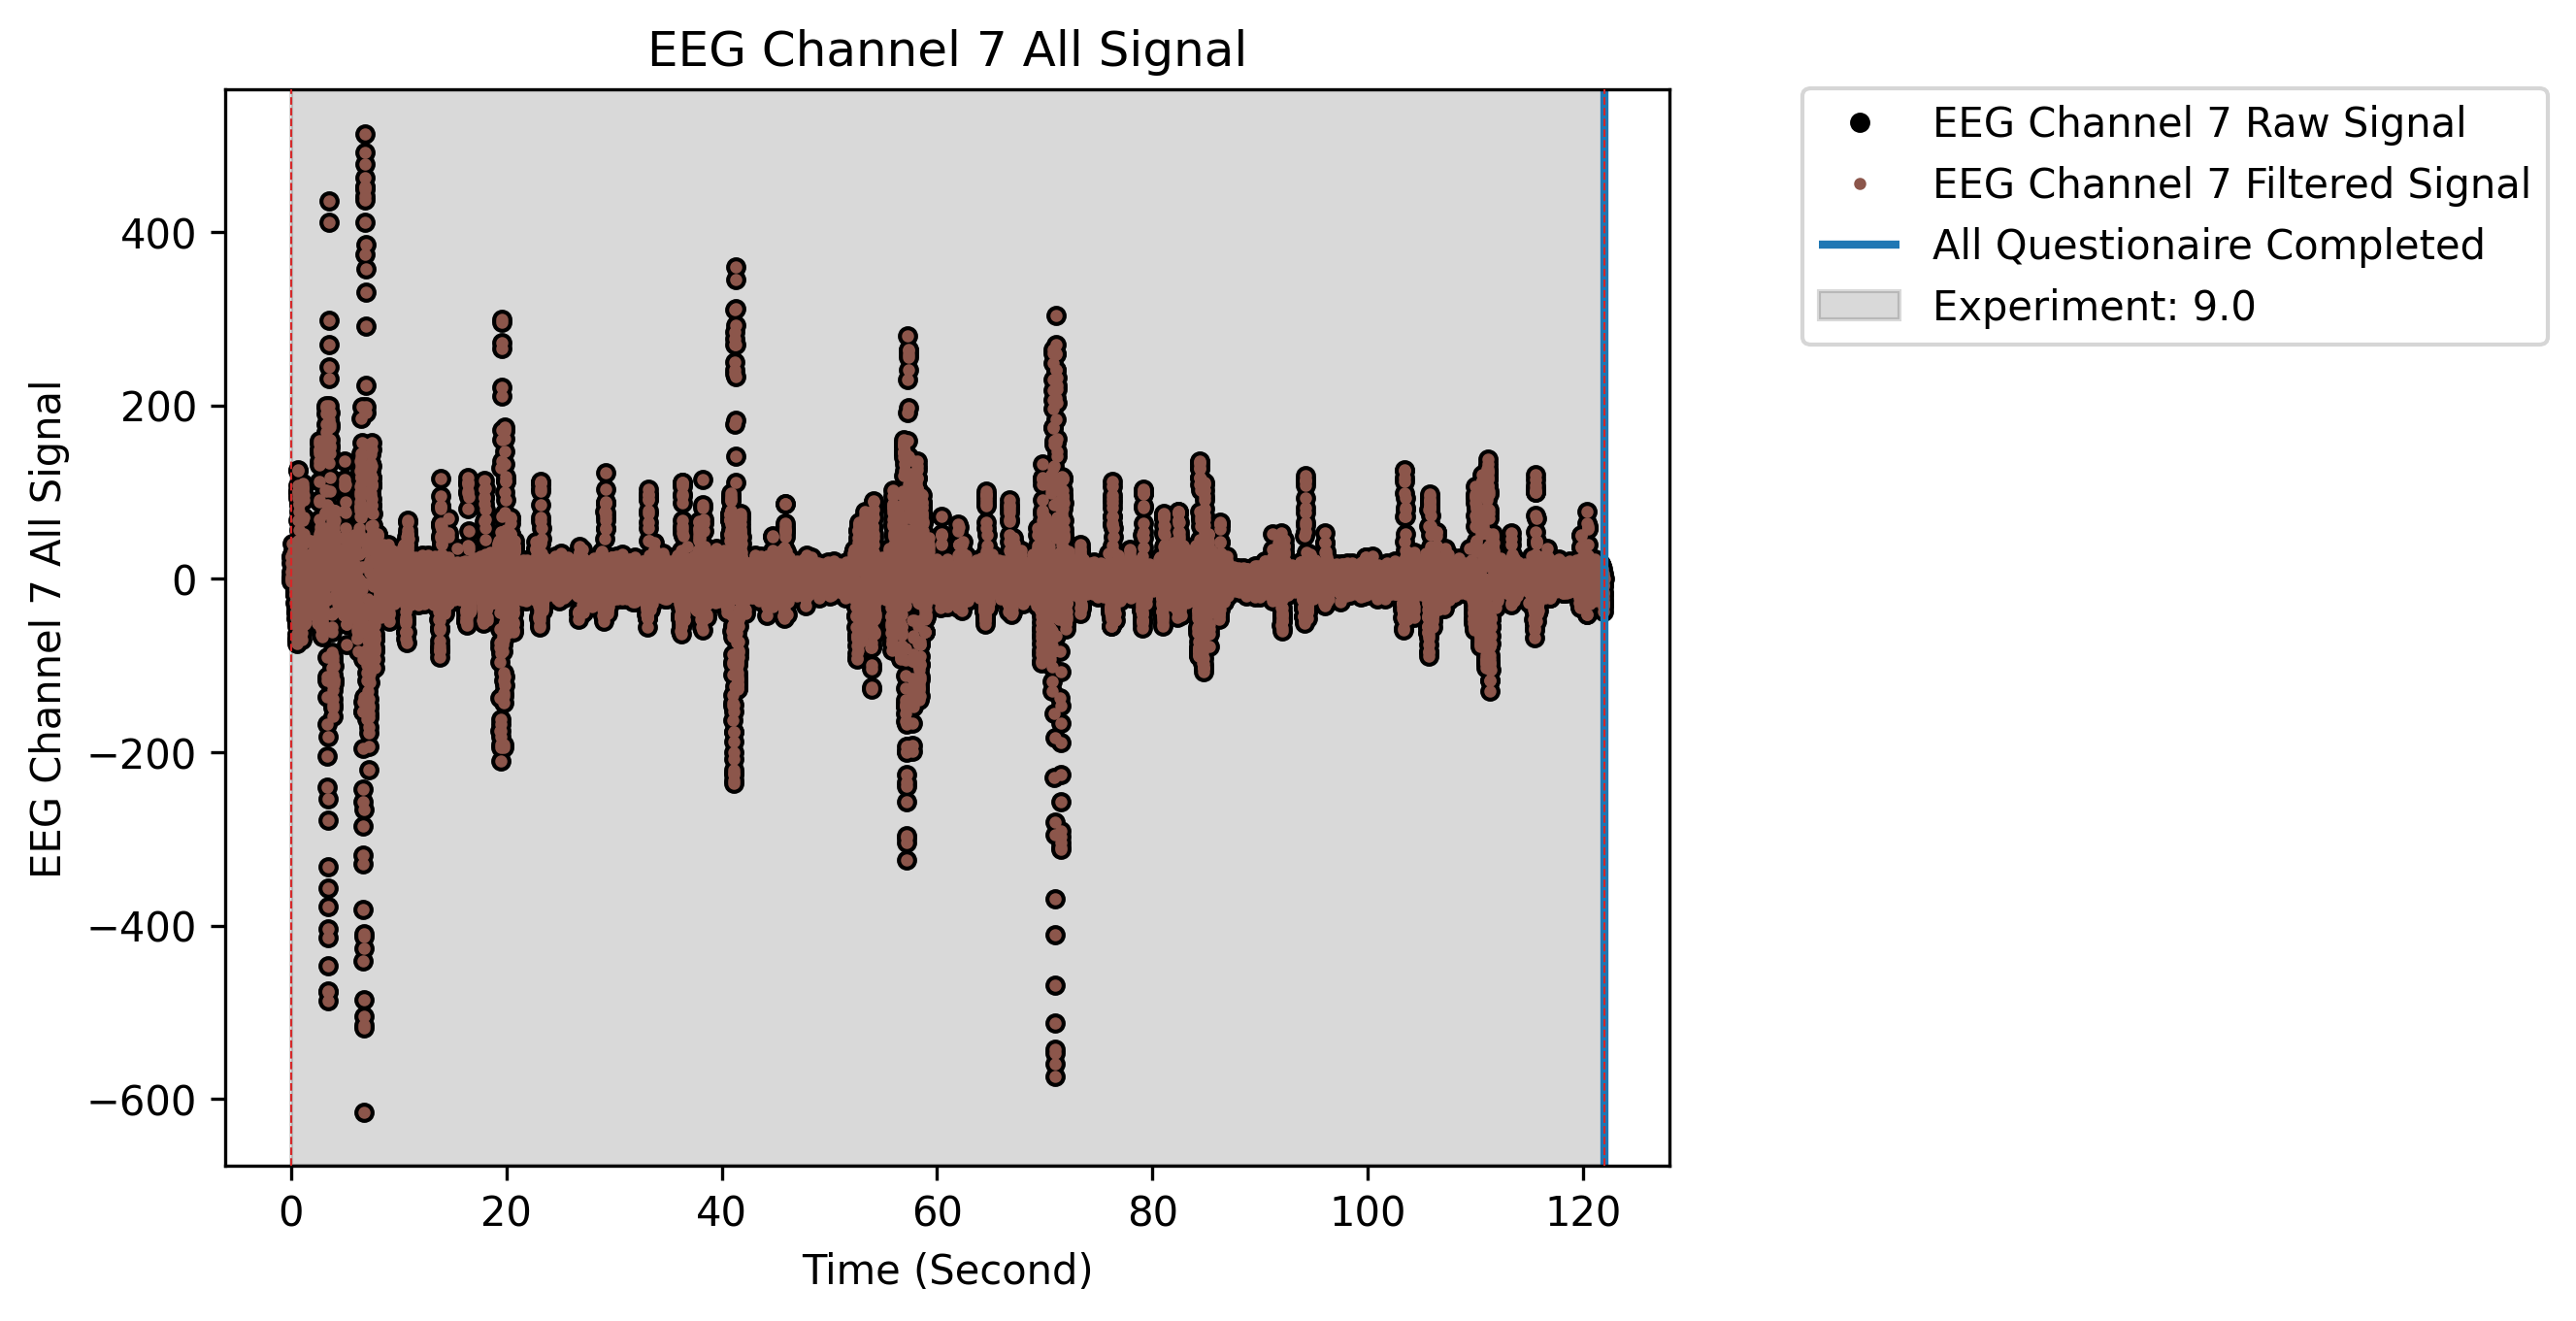 EEG Channel 7 All Signal
EEG Channel 7 Raw Signal
EEG Channel 7 Filtered Signal
All Questionaire Completed
Experiment: 9.0
EEG Channel 7 All Signal
400
200
0
−200
−400
−600
0 20 40 60 80 100 120
Time (Second)